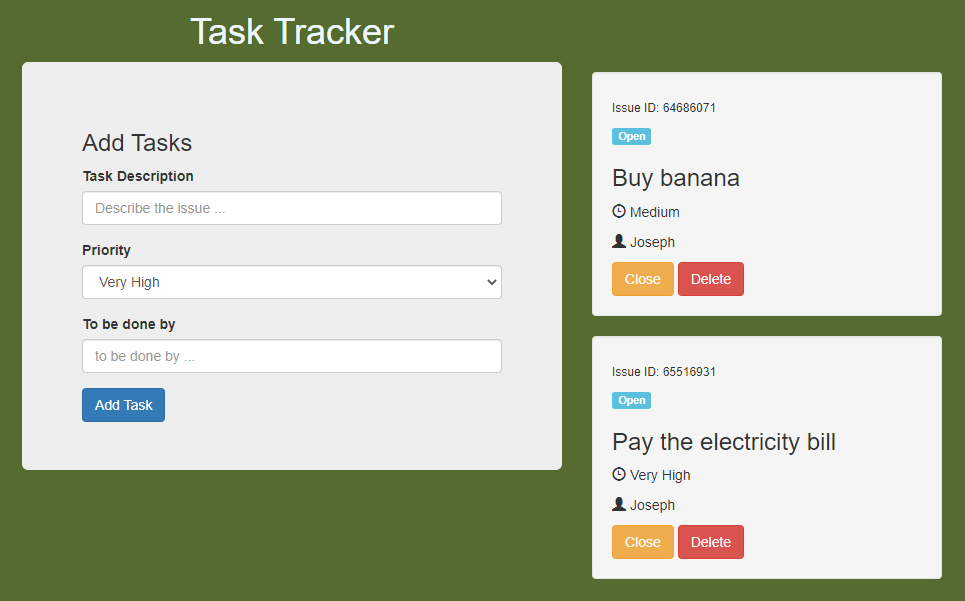 Task Tracker
Add Tasks
Task Description
Describe the issue ...
Priority
Very High
To be done by
to be done by ...
Add Task
Issue ID: 64686071
Open
Buy banana
Medium
Joseph
Close Delete
Issue ID: 65516931
Open
Pay the electricity bill
Very High
Joseph
Close Delete